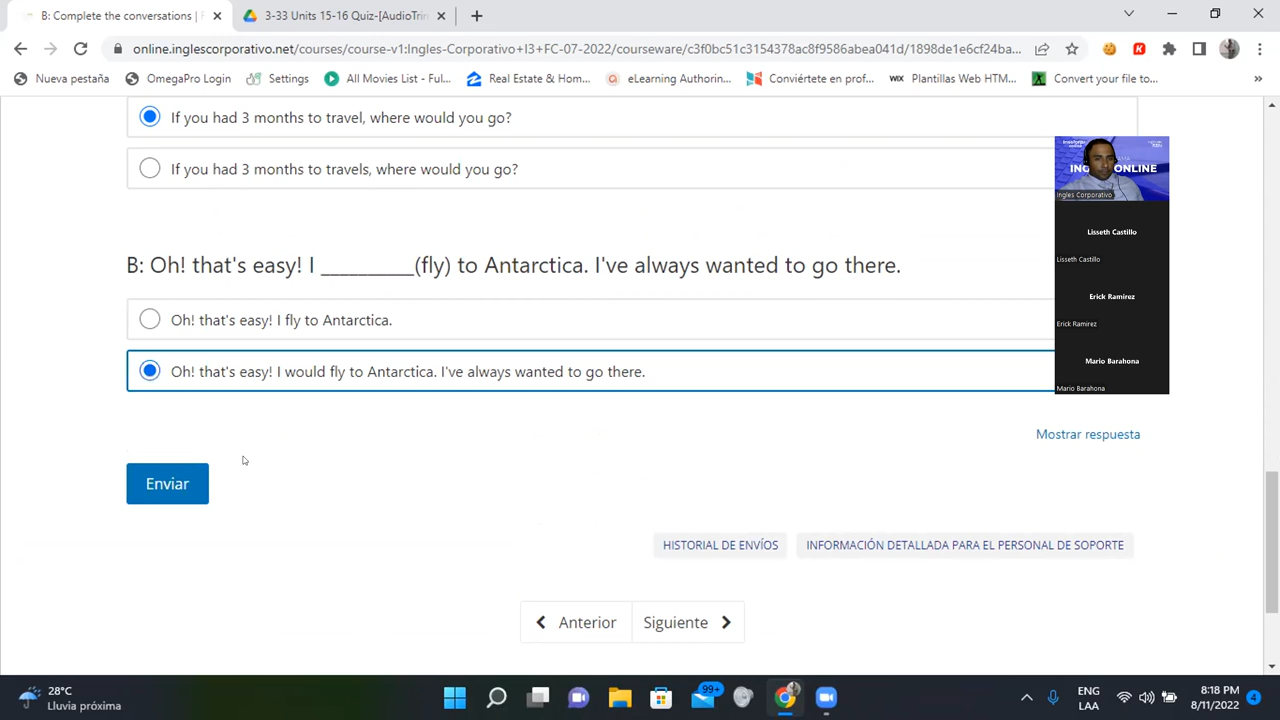 B: Complete the conversations | F
3-33 Units 15-16 Quiz-[AudioTrin
online.inglescorporativo.net/courses/course-v1:Ingles-Corporativo+I3+FC-07-2022/courseware/c3f0bc51c3154378ac8f9586abea041d/1898de1e6cf24ba...
Nueva pestaña
OmegaPro Login
Settings
All Movies List - Ful...
Real Estate & Hom...
eLearning Authorin...
Conviértete en prof...
WIX Plantillas Web HTM...
Convert your file to...
»
If you had 3 months to travel, where would you go?
If you had 3 months to travels, where would you go?
INGLÉS ONLINE
Ingles Corporativo
Lisseth Castillo
Lisseth Castillo
Erick Ramirez
Erick Ramirez
Mario Barahona
Mario Barahona
B: Oh! that's easy! I _________(fly) to Antarctica. I've always wanted to go there.
Oh! that's easy! I fly to Antarctica.
Oh! that's easy! I would fly to Antarctica. I've always wanted to go there.
Mostrar respuesta
Enviar
HISTORIAL DE ENVÍOS
INFORMACIÓN DETALLADA PARA EL PERSONAL DE SOPORTE
Anterior
Siguiente
28°C
Lluvia próxima
99+
ENG
LAA
8:18 PM
8/11/2022
4